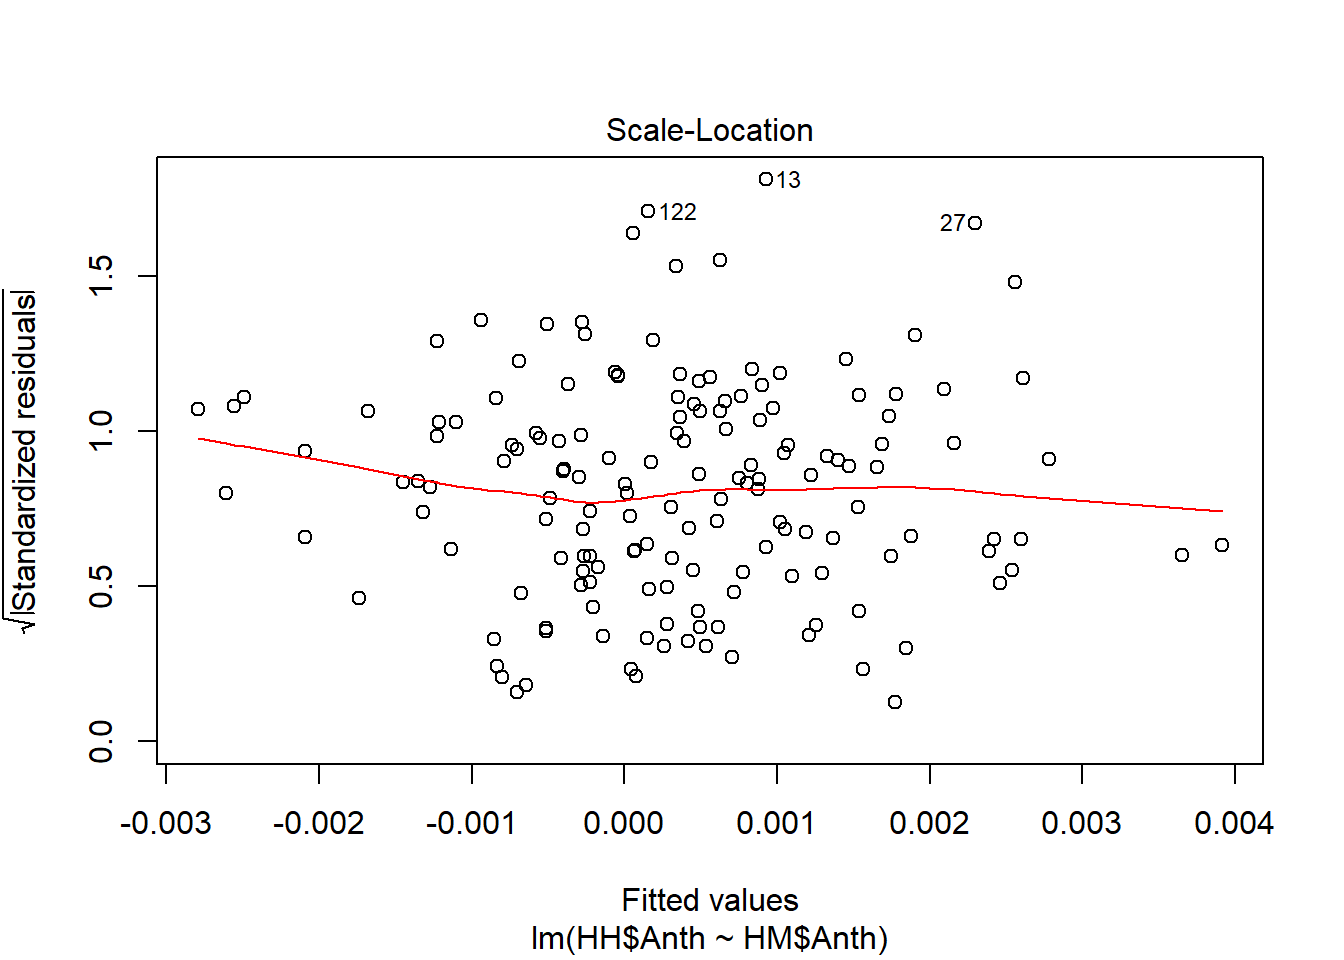 Scale-Location
13
122
27
√|Standardized residuals|
1.5
1.0
0.5
0.0
-0.003 -0.002 -0.001 0.000 0.001 0.002 0.003 0.004
Fitted values
lm(HH$Anth ~ HM$Anth)